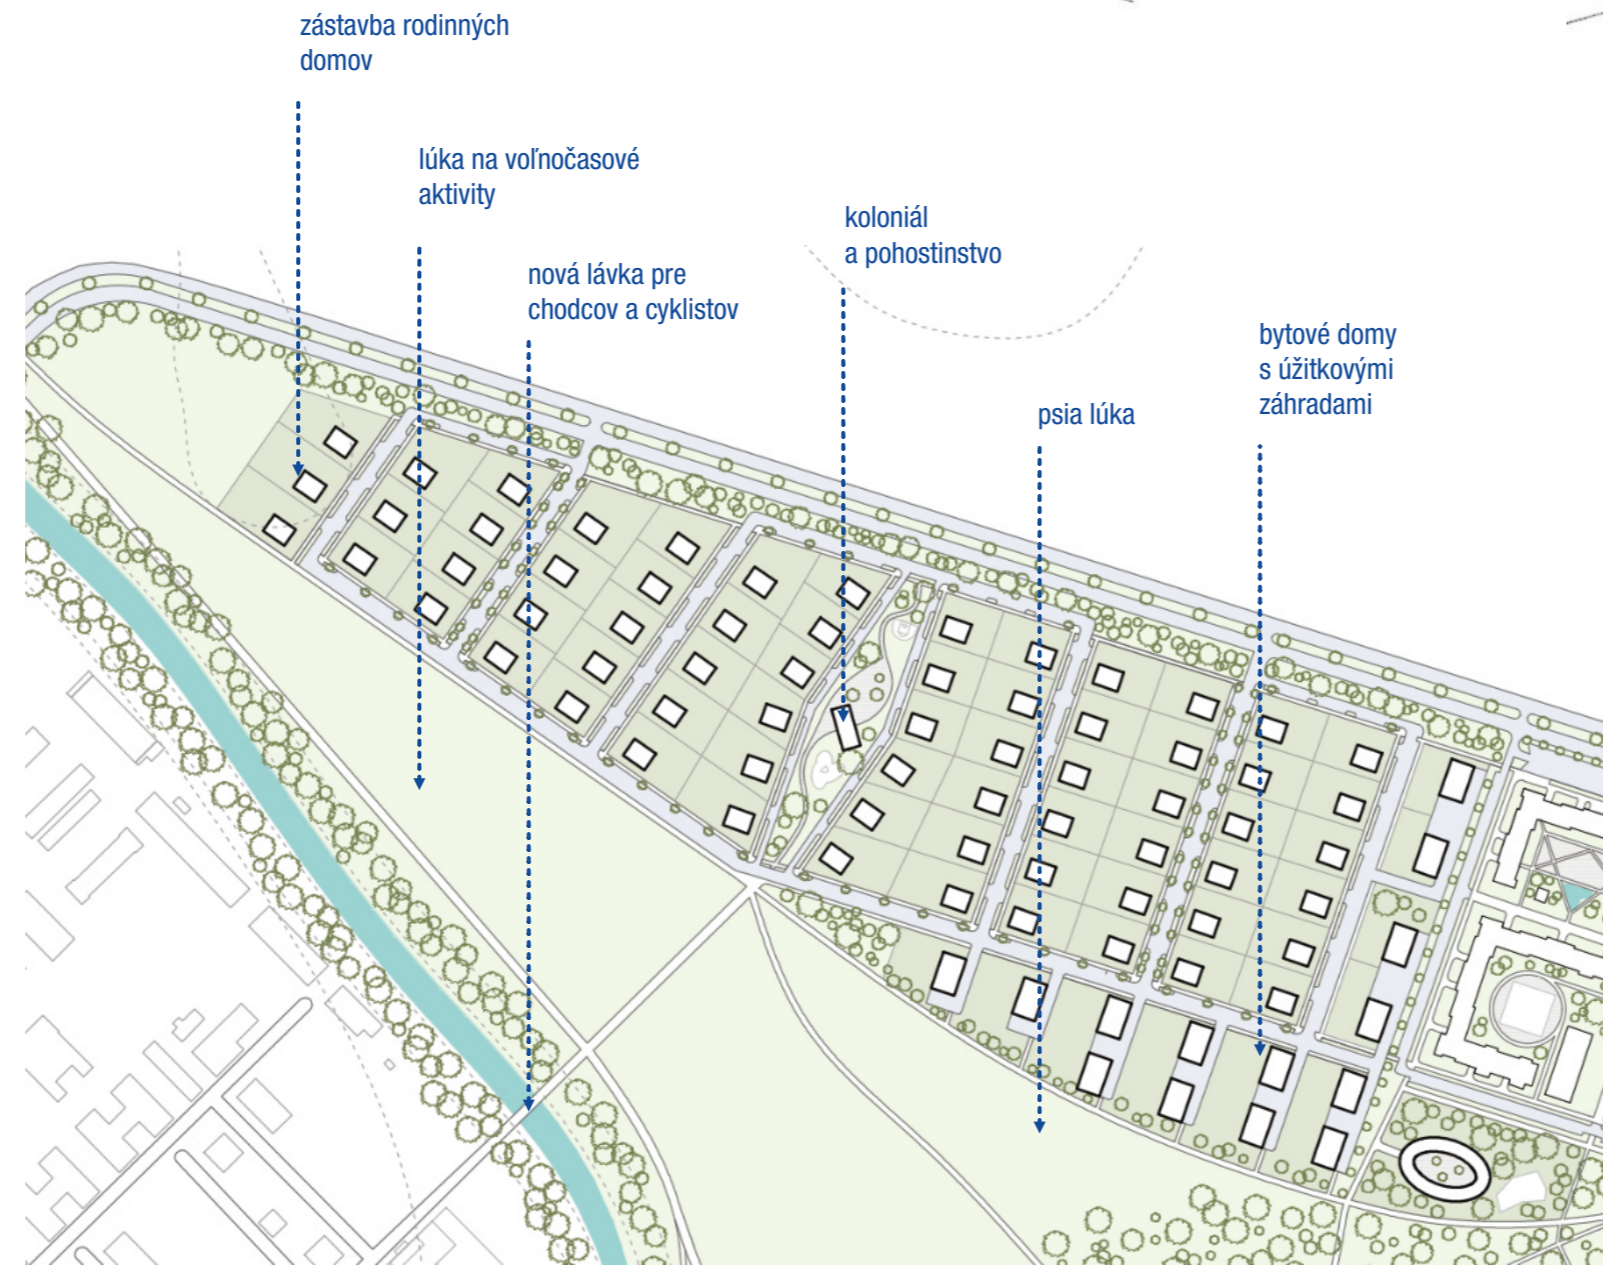 zástavba rodinných
domov
lúka na voľnočasové
aktivity
nová lávka pre
chodcov a cyklistov
koloniál
a pohostinstvo
psia lúka
bytové domy
s úžitkovými
záhradami